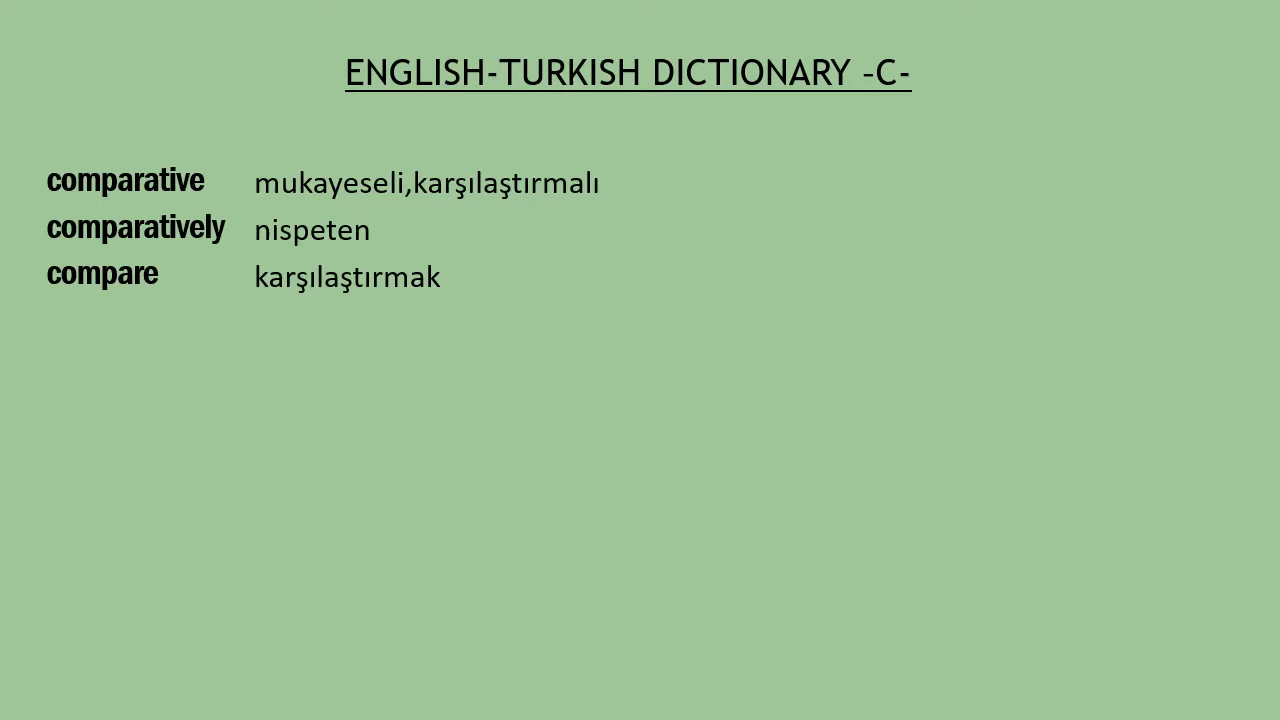 ENGLISH-TURKISH DICTIONARY –C-
comparative mukayeseli,karşılaştırmalı
comparatively nispeten
compare karşılaştırmak